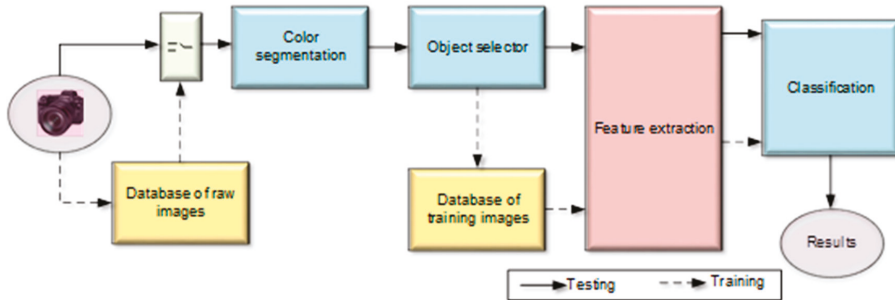 Color
segmentation
Object selector
Feature extraction
Classification
Database of raw
images
Database of
training images
Results
Testing
Training